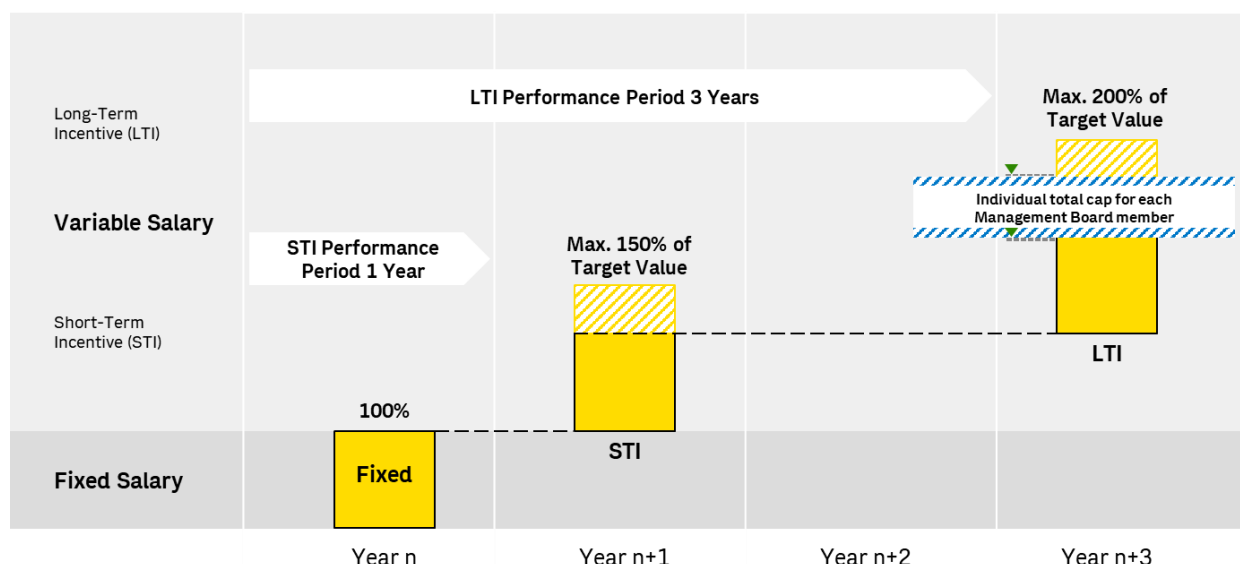 LTI Performance Period 3 Years
Max. 200% of
Target Value
Long-Term
Incentive (LTI)
Individual total cap for each
Management Board member
Variable Salary
STI Performance
Period 1 Year
Max. 150% of
Target Value
Short-Term
Incentive (STI)
LTI
100%
STI
Fixed
Fixed Salary
Year n
Year n+1
Year n+2
Year n+3